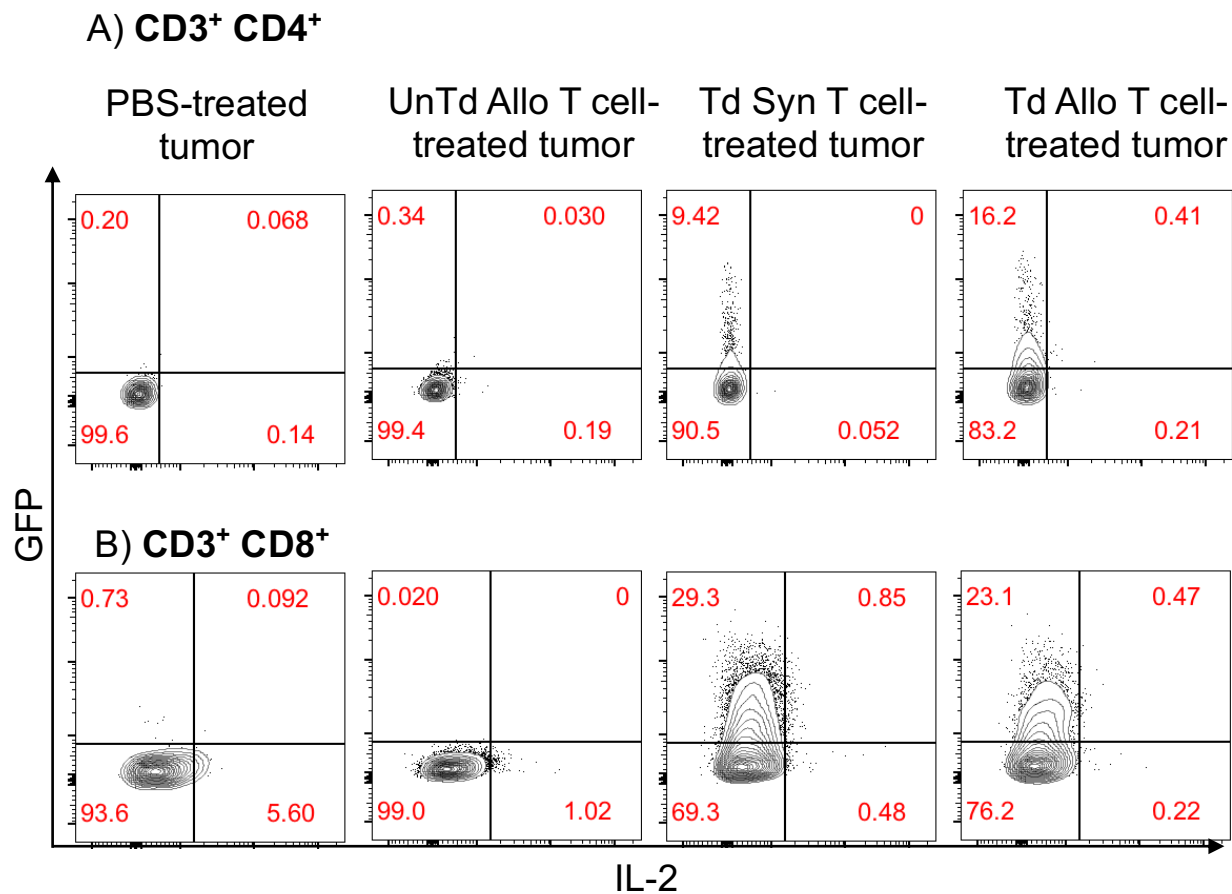 A) CD3⁺ CD4⁺
PBS-treated tumor
UnTd Allo T cell-treated tumor
Td Syn T cell-treated tumor
Td Allo T cell-treated tumor
0.20 0.068
99.6 0.14
0.34 0.030
99.4 0.19
9.42 0
90.5 0.052
16.2 0.41
83.2 0.21
GFP
B) CD3⁺ CD8⁺
0.73 0.092
93.6 5.60
0.020 0
99.0 1.02
29.3 0.85
69.3 0.48
23.1 0.47
76.2 0.22
IL-2